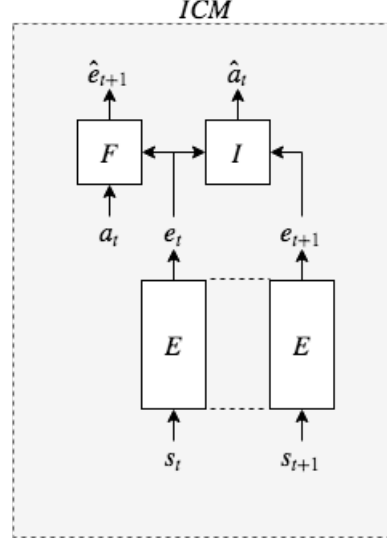 ICM
ê_{t+1} â_t
F I
a_t e_t e_{t+1}
E E
s_t s_{t+1}